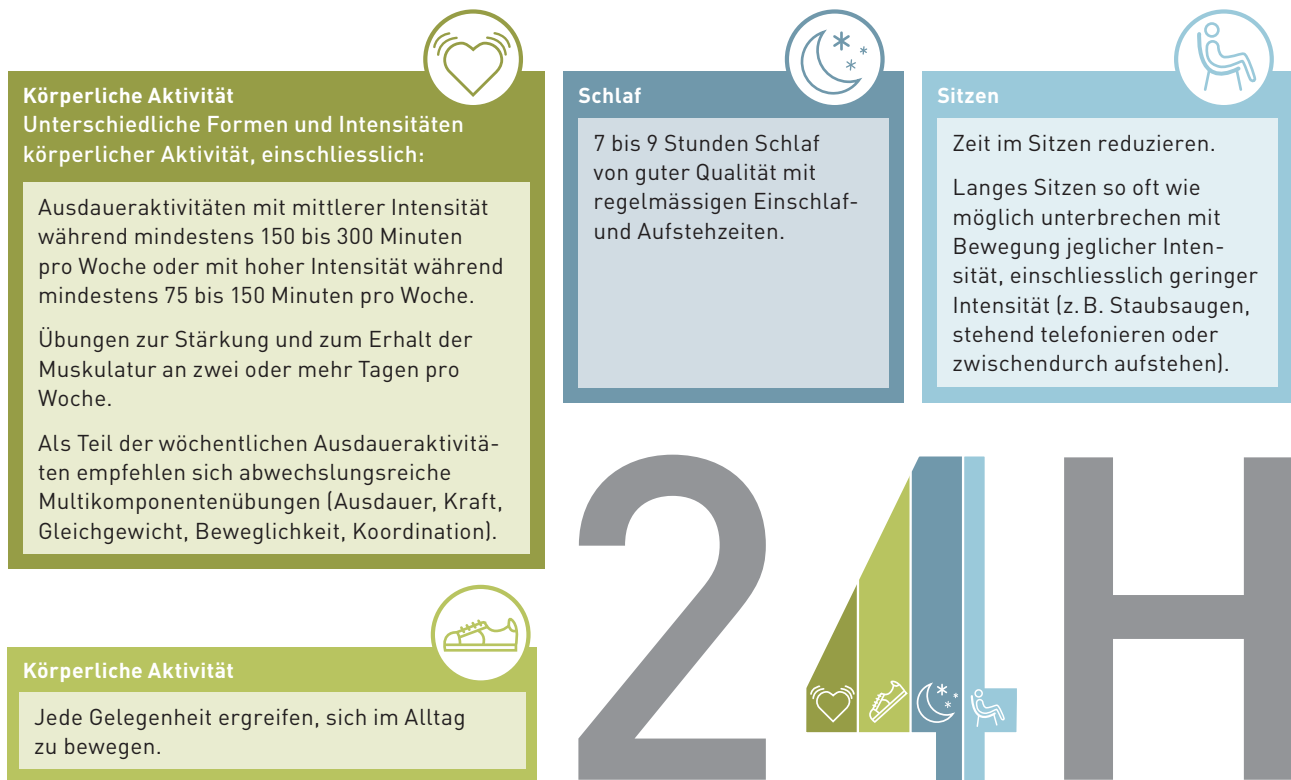 Körperliche Aktivität
Unterschiedliche Formen und Intensitäten
körperlicher Aktivität, einschliesslich:
Ausdaueraktivitäten mit mittlerer Intensität
während mindestens 150 bis 300 Minuten
pro Woche oder mit hoher Intensität während
mindestens 75 bis 150 Minuten pro Woche.
Übungen zur Stärkung und zum Erhalt der
Muskulatur an zwei oder mehr Tagen pro
Woche.
Als Teil der wöchentlichen Ausdaueraktivitä-
ten empfehlen sich abwechslungsreiche
Multikomponentenübungen (Ausdauer, Kraft,
Gleichgewicht, Beweglichkeit, Koordination).
Schlaf
7 bis 9 Stunden Schlaf
von guter Qualität mit
regelmässigen Einschlaf-
und Aufstehzeiten.
Sitzen
Zeit im Sitzen reduzieren.
Langes Sitzen so oft wie
möglich unterbrechen mit
Bewegung jeglicher Inten-
sität, einschliesslich geringer
Intensität (z. B. Staubsaugen,
stehend telefonieren oder
zwischendurch aufstehen).
Körperliche Aktivität
Jede Gelegenheit ergreifen, sich im Alltag
zu bewegen.
24H